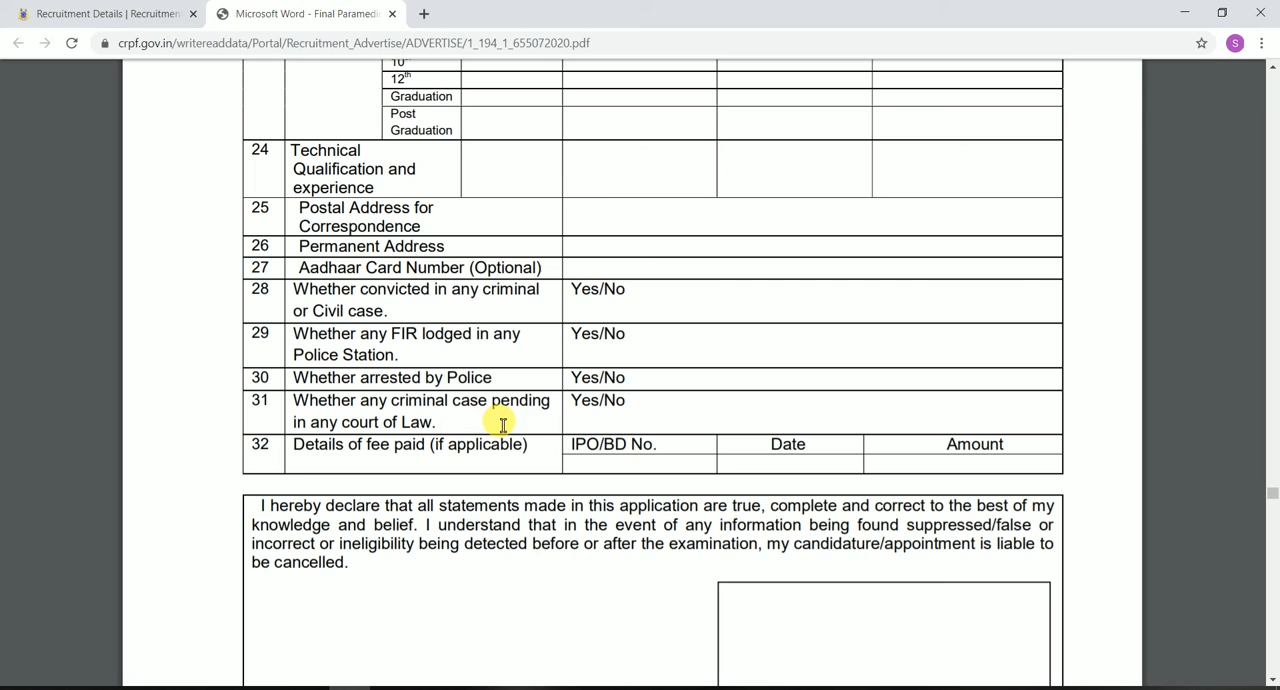 Recruitment Details | Recruitmen
Microsoft Word - Final Paramedi
crpf.gov.in/writereaddata/Portal/Recruitment_Advertise/ADVERTISE/1_194_1_655072020.pdf
S
10th
12th
Graduation
Post
Graduation
24 Technical
Qualification and
experience
25 Postal Address for
Correspondence
26 Permanent Address
27 Aadhaar Card Number (Optional)
28 Whether convicted in any criminal Yes/No
or Civil case.
29 Whether any FIR lodged in any Yes/No
Police Station.
30 Whether arrested by Police Yes/No
31 Whether any criminal case pending Yes/No
in any court of Law.
32 Details of fee paid (if applicable) IPO/BD No. Date Amount
I hereby declare that all statements made in this application are true, complete and correct to the best of my
knowledge and belief. I understand that in the event of any information being found suppressed/false or
incorrect or ineligibility being detected before or after the examination, my candidature/appointment is liable to
be cancelled.